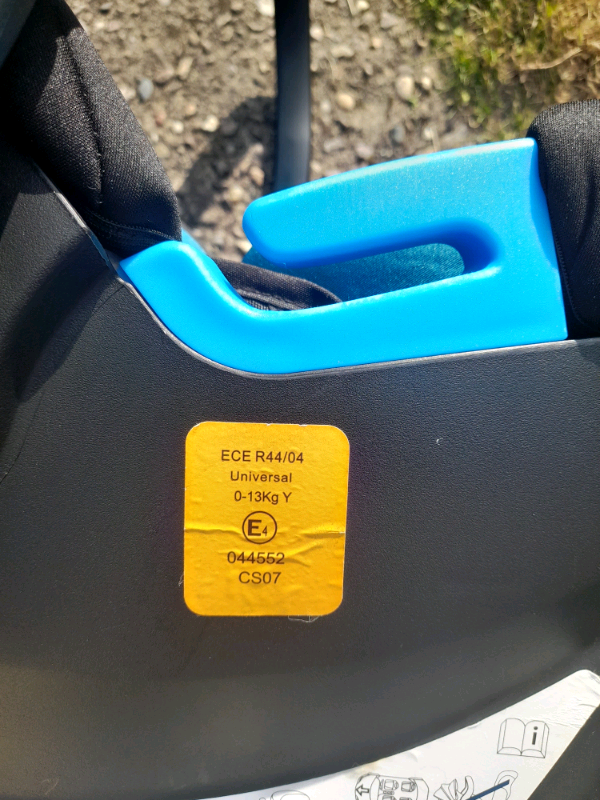 ECE R44/04
Universal
0-13Kg Y
E4
044552
CS07
i